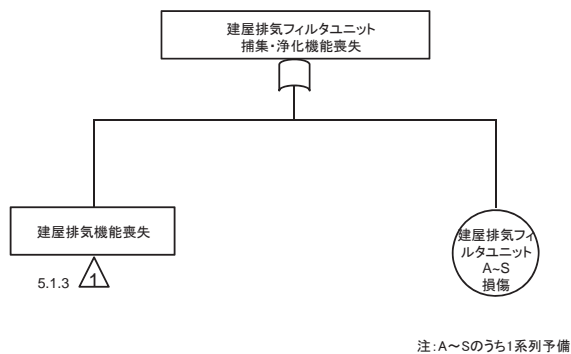 建屋排気フィルタユニット
捕集・浄化機能喪失
建屋排気機能喪失
5.1.3
1
建屋排気フィ
ルタユニット
A~S
損傷
注:A～Sのうち1系列予備